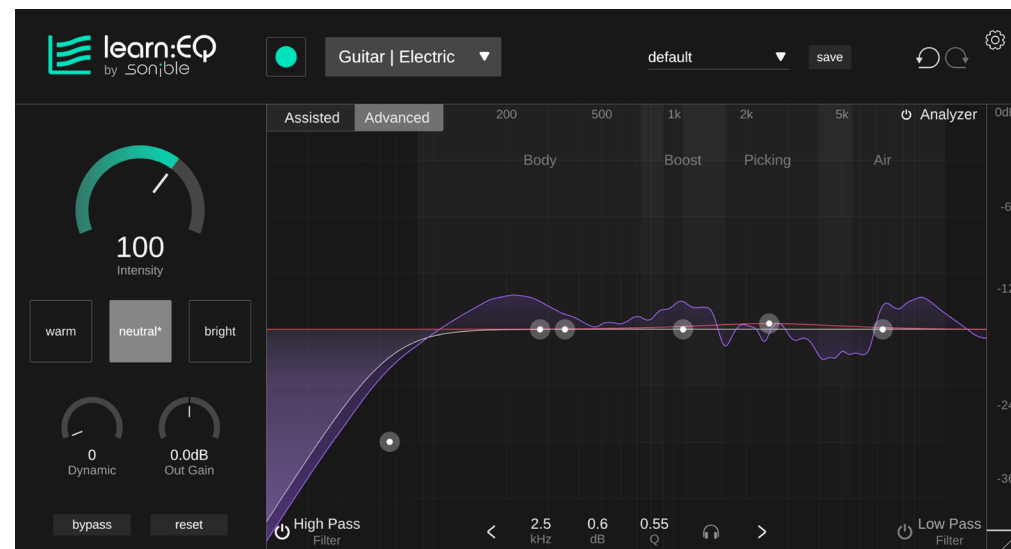 learn:EQ
by sonible
Guitar | Electric
default
save
Assisted
Advanced
200
500
1k
2k
5k
Analyzer
Body
Boost
Picking
Air
-6
-12
-24
-36
100
Intensity
warm
neutral*
bright
0
Dynamic
0.0dB
Out Gain
bypass
reset
High Pass
Filter
2.5
kHz
0.6
dB
0.55
Q
Low Pass
Filter